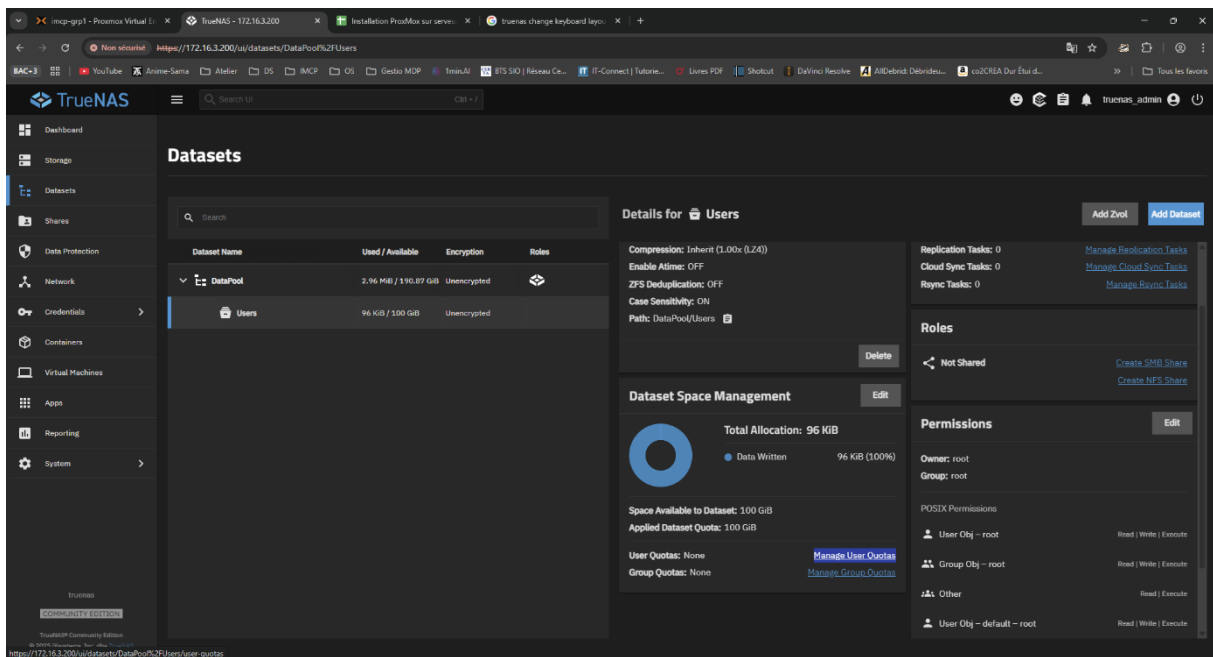 imcp-grp1 - Proxmox Virtual En
TrueNAS - 172.16.3.200
Installation ProxMox sur serveu
truenas change keyboard layou
Non sécurisé
https://172.16.3.200/ui/datasets/DataPool%2FUsers
BAC+3
YouTube
Anime-Sama
Atelier
DS
IMCP
OS
Gestio MDP
1min.AI
BTS SIO | Réseau Ce...
IT-Connect | Tutorie...
Livres PDF
Shotcut
DaVinci Resolve
AllDebrid: Débrideu...
co2CREA Dur Étui d...
Tous les favoris
TrueNAS
Search UI
Ctrl + /
truenas_admin
Dashboard
Storage
Datasets
Shares
Data Protection
Network
Credentials
Containers
Virtual Machines
Apps
Reporting
System
truenas
COMMUNITY EDITION
TrueNAS® Community Edition
Datasets
Search
Dataset Name Used / Available Encryption Roles
DataPool 2.96 MiB / 190.87 GiB Unencrypted
Users 96 KiB / 100 GiB Unencrypted
Details for Users
Add Zvol
Add Dataset
Compression: Inherit (1.00x (LZ4))
Enable Atime: OFF
ZFS Deduplication: OFF
Case Sensitivity: ON
Path: DataPool/Users
Delete
Dataset Space Management
Edit
Total Allocation: 96 KiB
Data Written 96 KiB (100%)
Space Available to Dataset: 100 GiB
Applied Dataset Quota: 100 GiB
User Quotas: None Manage User Quotas
Group Quotas: None Manage Group Quotas
Replication Tasks: 0 Manage Replication Tasks
Cloud Sync Tasks: 0 Manage Cloud Sync Tasks
Rsync Tasks: 0 Manage Rsync Tasks
Roles
Not Shared
Create SMB Share
Create NFS Share
Permissions
Edit
Owner: root
Group: root
POSIX Permissions
User Obj – root Read | Write | Execute
Group Obj – root Read | Write | Execute
Other Read | Execute
User Obj – default – root Read | Write | Execute
https://172.16.3.200/ui/datasets/DataPool%2FUsers/user-quotas